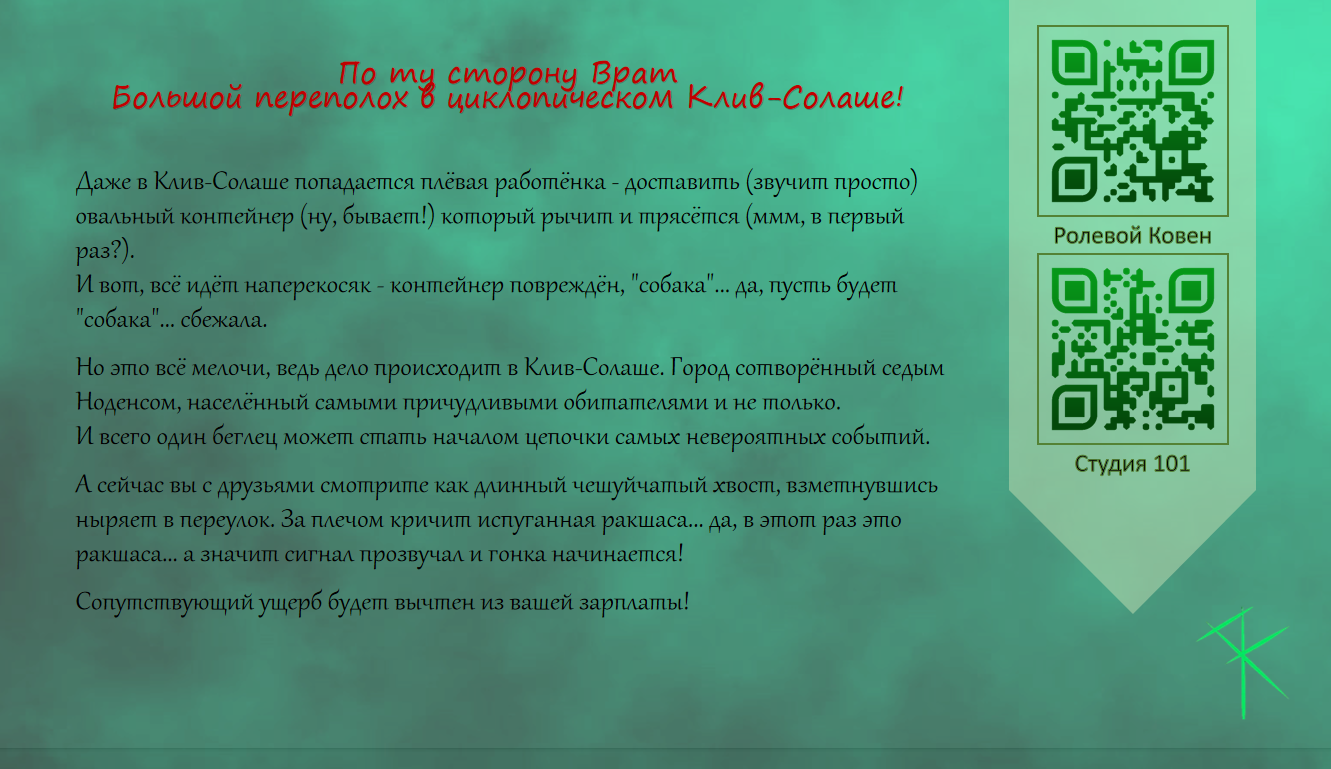 По ту сторону Врат
Большой переполох в циклопическом Клив-Солаше!
Даже в Клив-Солаше попадается плёвая работёнка - доставить (звучит просто)
овальный контейнер (ну, бывает!) который рычит и трясётся (ммм, в первый
раз?).
И вот, всё идёт наперекосяк - контейнер повреждён, "собака"... да, пусть будет
"собака"... сбежала.
Но это всё мелочи, ведь дело происходит в Клив-Солаше. Город сотворённый седым
Ноденсом, населённый самыми причудливыми обитателями и не только.
И всего один беглец может стать началом цепочки самых невероятных событий.
А сейчас вы с друзьями смотрите как длинный чешуйчатый хвост, взметнувшись
ныряет в переулок. За плечом кричит испуганная ракшаса... да, в этот раз это
ракшаса... а значит сигнал прозвучал и гонка начинается!
Сопутствующий ущерб будет вычтен из вашей зарплаты!
Ролевой Ковен
Студия 101